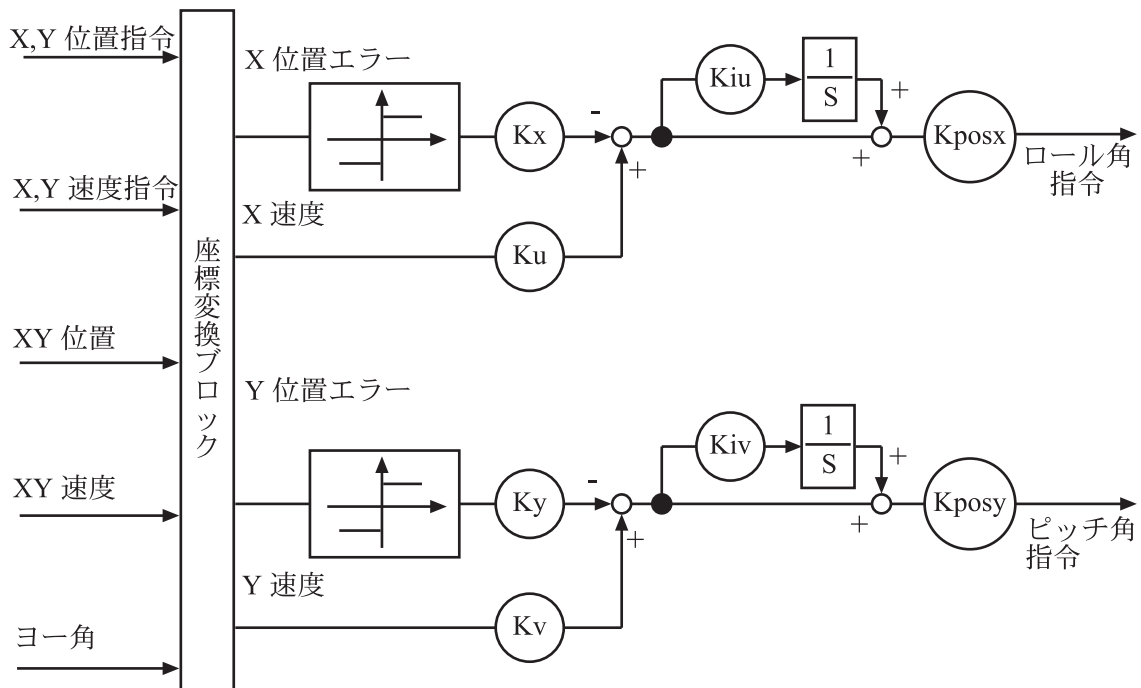 X,Y 位置指令
X,Y 速度指令
XY 位置
XY 速度
ヨー角
座標変換ブロック
X 位置エラー
Kx
-
+
Kiu
1
S
+
+
Kposx
ロール角
指令
X 速度
Ku
Y 位置エラー
Ky
-
+
Kiv
1
S
+
+
Kposy
ピッチ角
指令
Y 速度
Kv